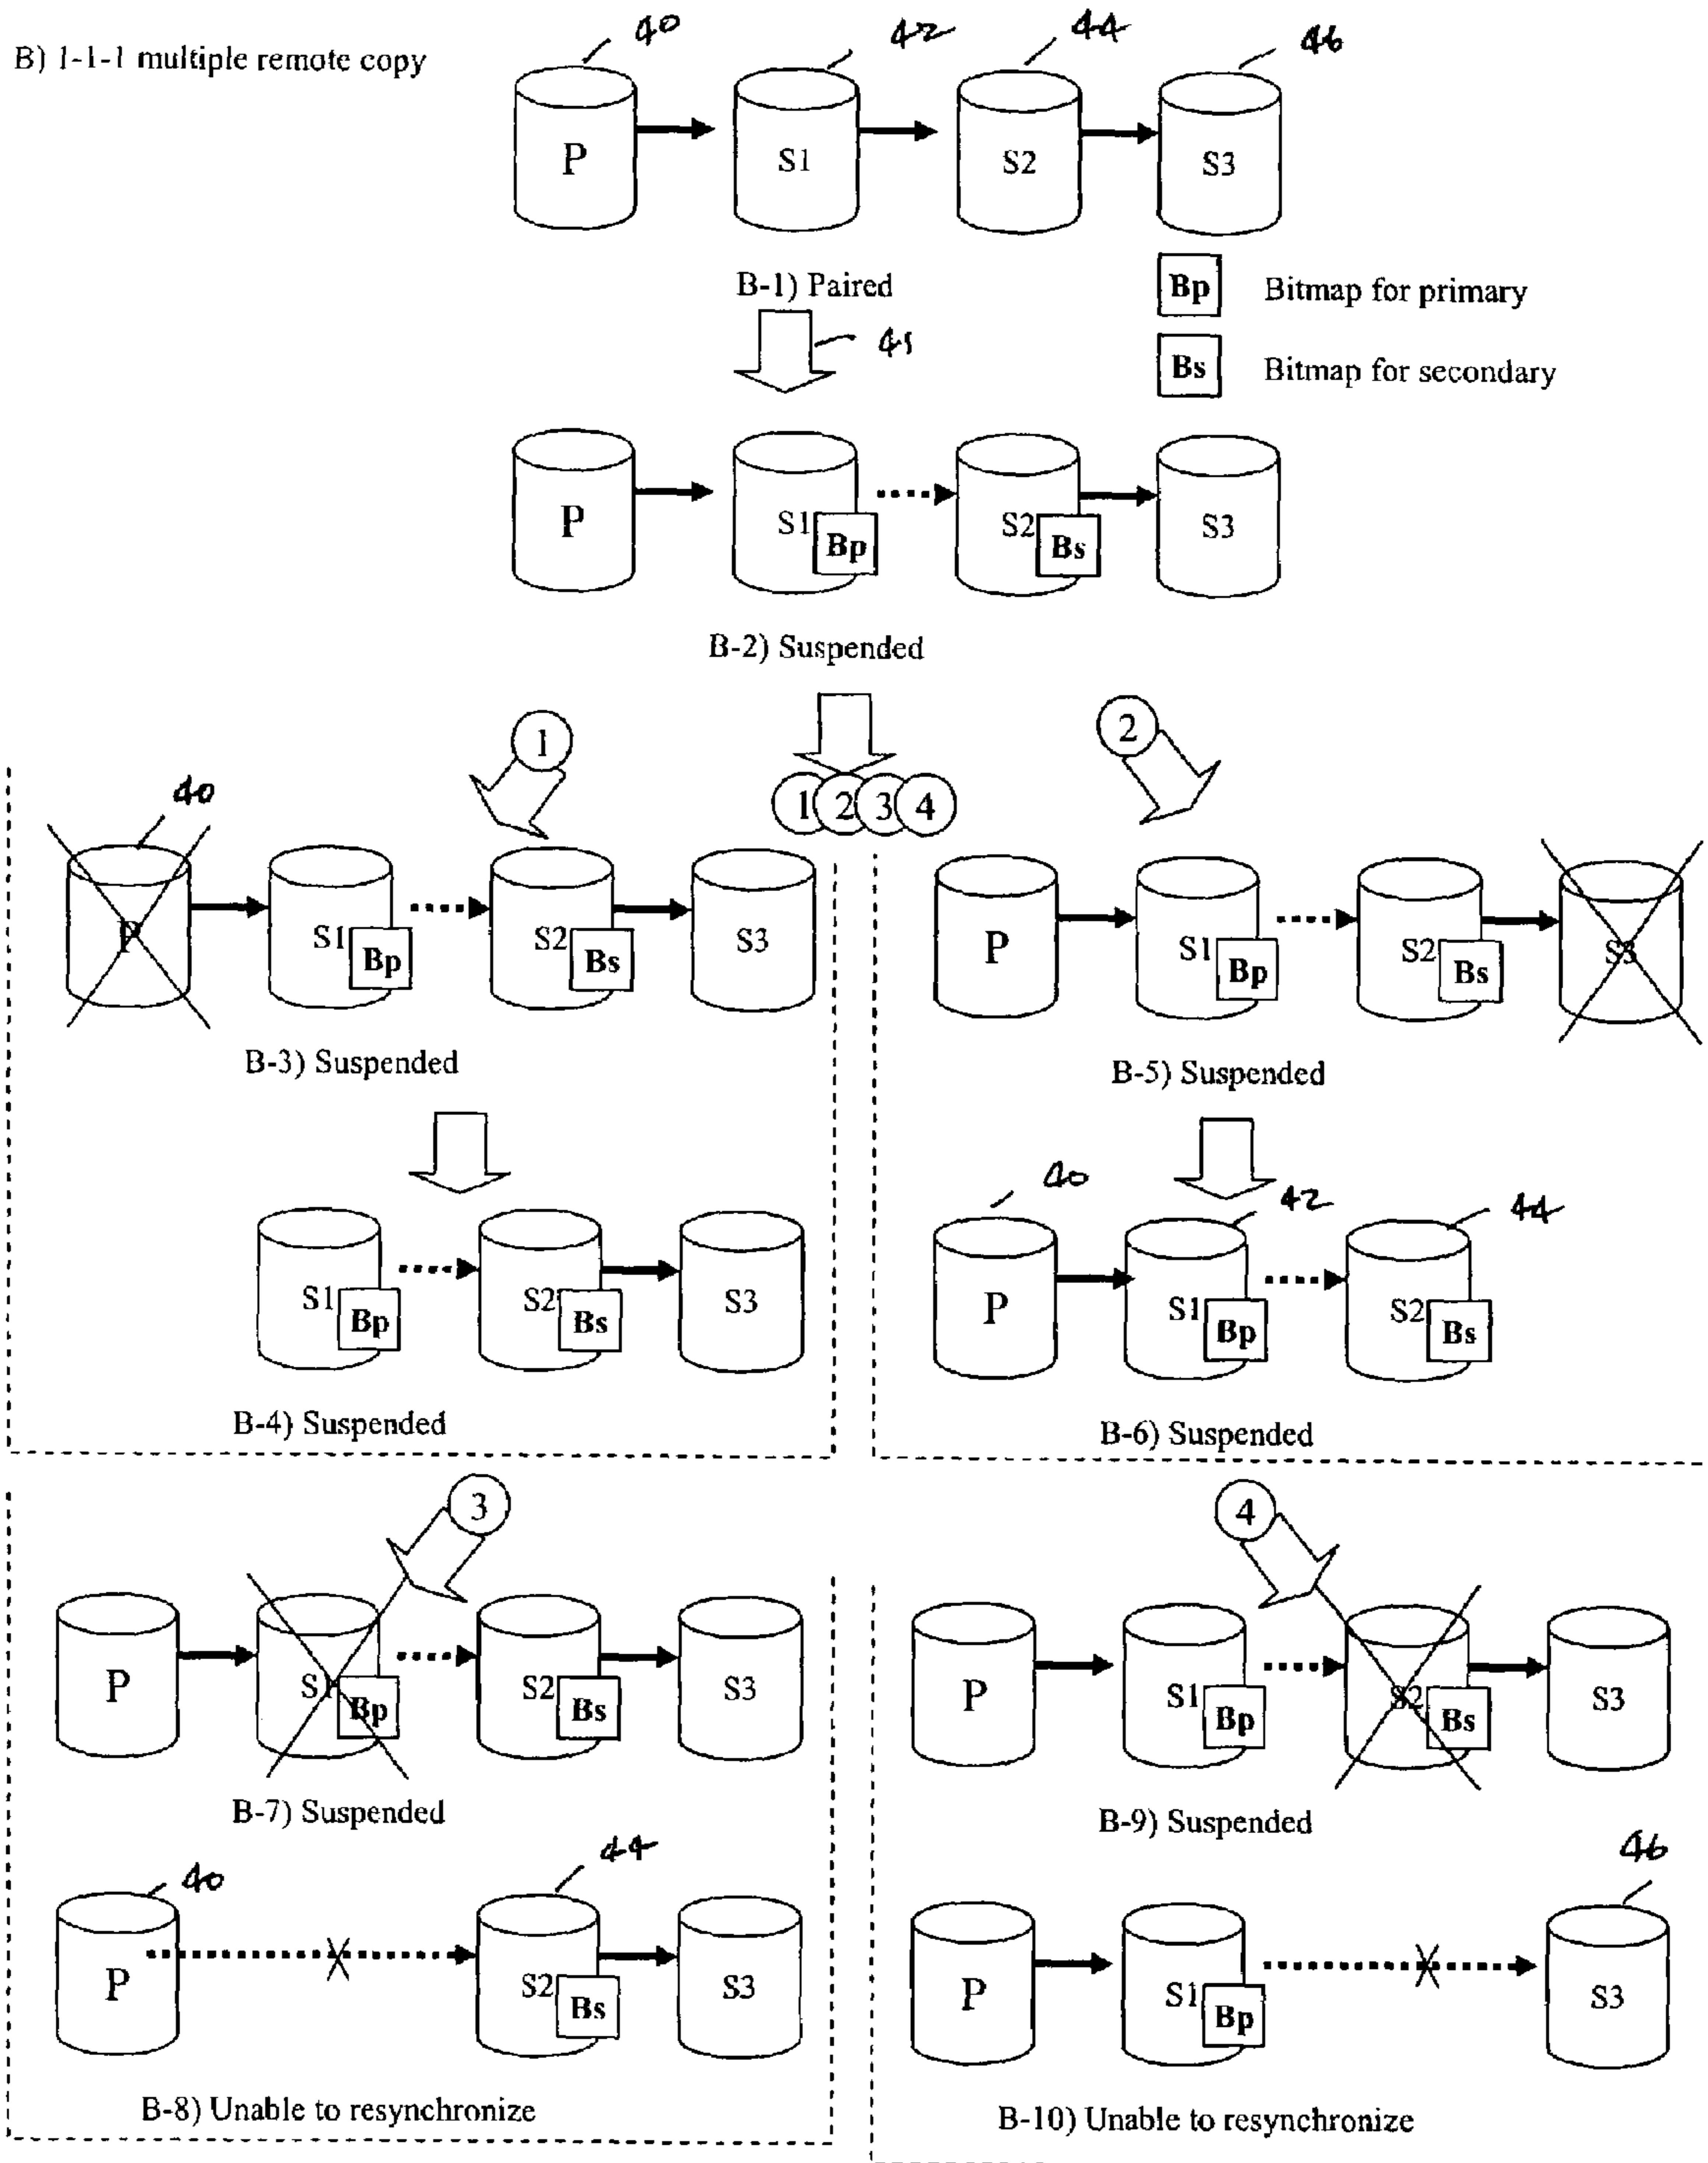 B) 1-1-1 multiple remote copy
40 42 44 46
P S1 S2 S3
B-1) Paired
Bp Bitmap for primary
45
Bs Bitmap for secondary
P S1 Bp S2 Bs S3
B-2) Suspended
1 2
1 2 3 4
40
P S1 Bp S2 Bs S3
P S1 Bp S2 Bs S3
B-3) Suspended
B-5) Suspended
40 42 44
S1 Bp S2 Bs S3
P S1 Bp S2 Bs
B-4) Suspended
B-6) Suspended
3 4
P S1 Bp S2 Bs S3
P S1 Bp S2 Bs S3
B-7) Suspended
B-9) Suspended
40 44 46
P S2 Bs S3
P S1 Bp S3
B-8) Unable to resynchronize
B-10) Unable to resynchronize